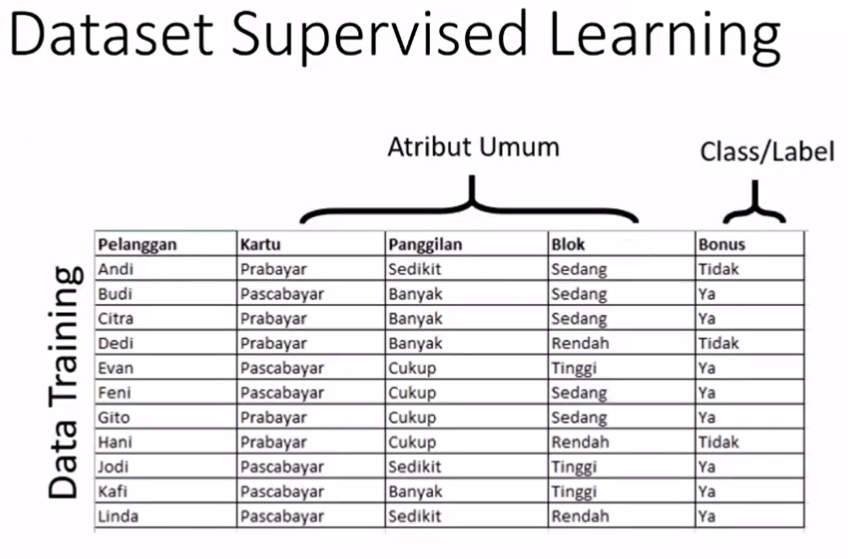 Dataset Supervised Learning
Atribut Umum
Class/Label
Data Training
Pelanggan Kartu Panggilan Blok Bonus
Andi Prabayar Sedikit Sedang Tidak
Budi Pascabayar Banyak Sedang Ya
Citra Prabayar Banyak Sedang Ya
Dedi Prabayar Banyak Rendah Tidak
Evan Pascabayar Cukup Tinggi Ya
Feni Pascabayar Cukup Sedang Ya
Gito Prabayar Cukup Sedang Ya
Hani Prabayar Cukup Rendah Tidak
Jodi Pascabayar Sedikit Tinggi Ya
Kafi Pascabayar Banyak Tinggi Ya
Linda Pascabayar Sedikit Rendah Ya